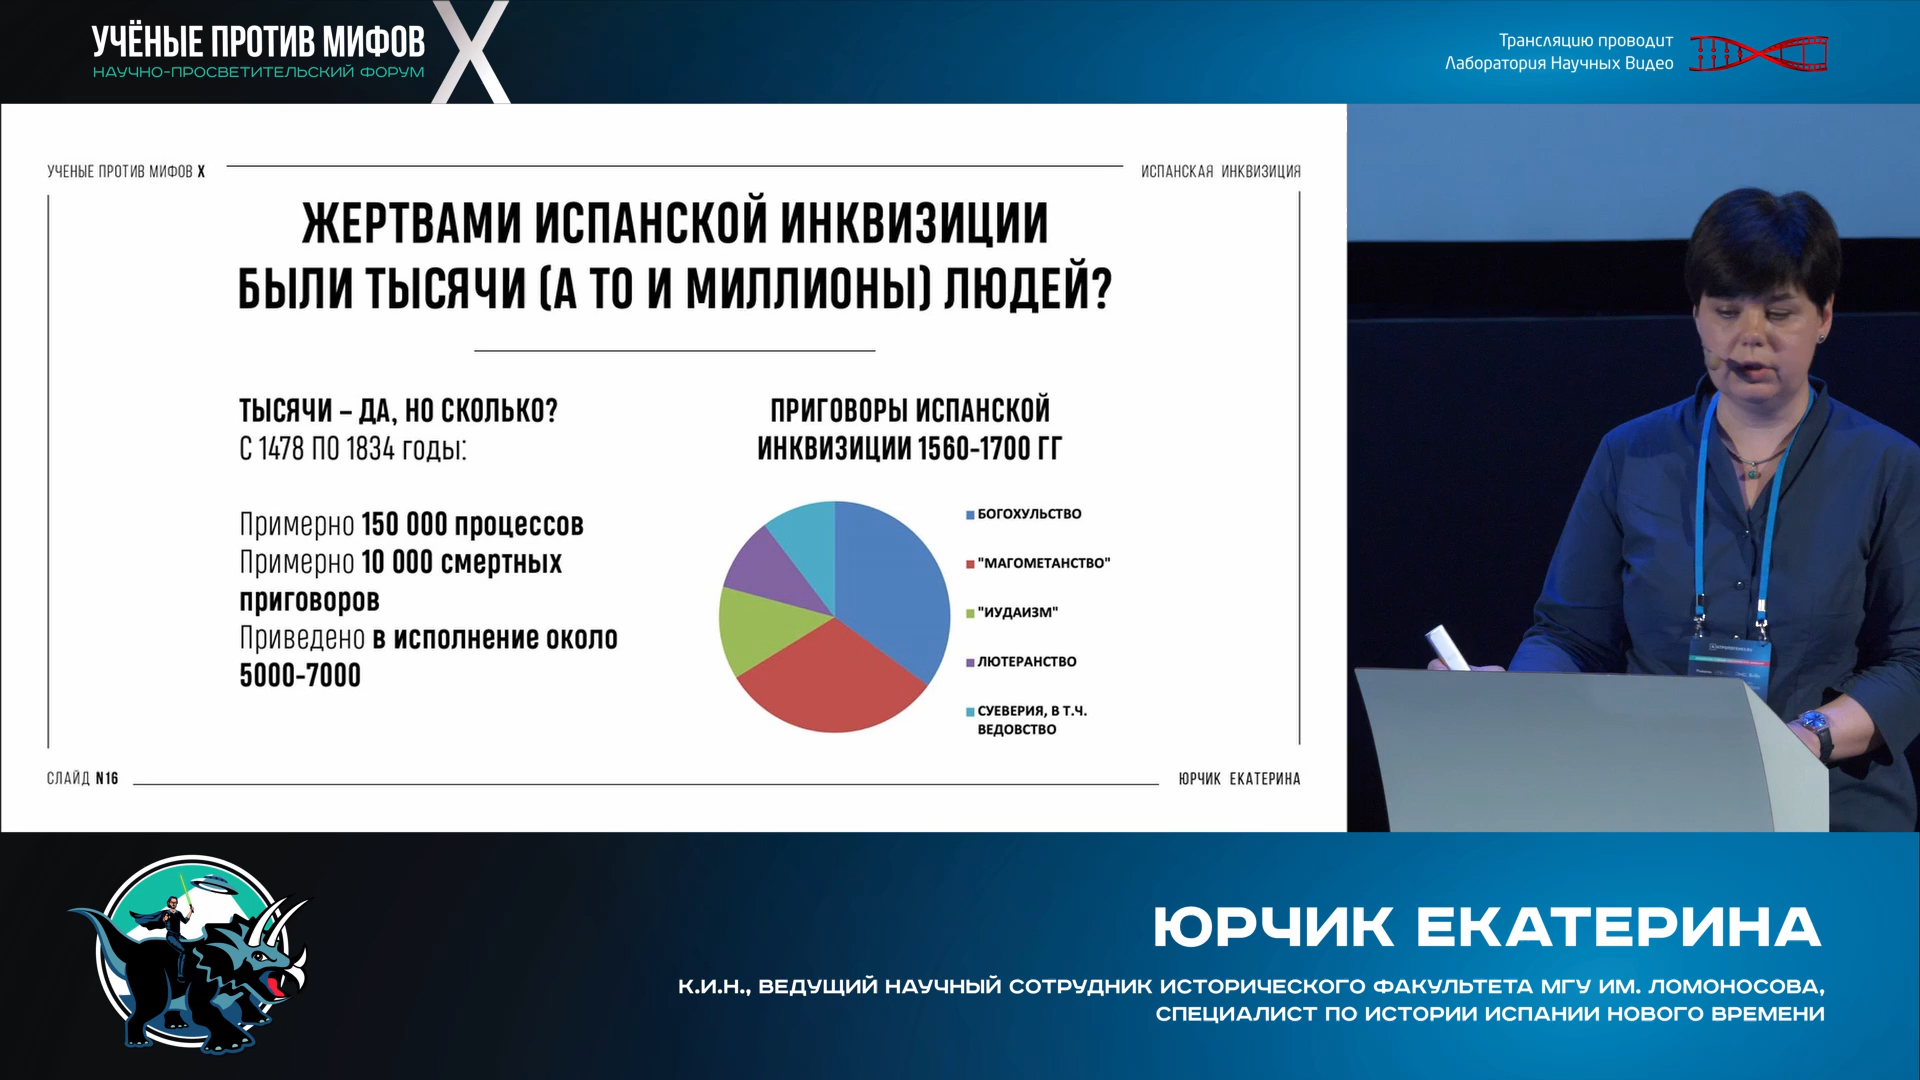 УЧЁНЫЕ ПРОТИВ МИФОВ X
НАУЧНО-ПРОСВЕТИТЕЛЬСКИЙ ФОРУМ
Трансляцию проводит
Лаборатория Научных Видео
УЧЕНЫЕ ПРОТИВ МИФОВ X
ИСПАНСКАЯ ИНКВИЗИЦИЯ
ЖЕРТВАМИ ИСПАНСКОЙ ИНКВИЗИЦИИ
БЫЛИ ТЫСЯЧИ (А ТО И МИЛЛИОНЫ) ЛЮДЕЙ?
ТЫСЯЧИ – ДА, НО СКОЛЬКО?
С 1478 ПО 1834 годы:
Примерно 150 000 процессов
Примерно 10 000 смертных
приговоров
Приведено в исполнение около
5000-7000
ПРИГОВОРЫ ИСПАНСКОЙ
ИНКВИЗИЦИИ 1560-1700 ГГ
БОГОХУЛЬСТВО
"МАГОМЕТАНСТВО"
"ИУДАИЗМ"
ЛЮТЕРАНСТВО
СУЕВЕРИЯ, В Т.Ч.
ВЕДОВСТВО
СЛАЙД N16
ЮРЧИК ЕКАТЕРИНА
ЮРЧИК ЕКАТЕРИНА
К.И.Н., ВЕДУЩИЙ НАУЧНЫЙ СОТРУДНИК ИСТОРИЧЕСКОГО ФАКУЛЬТЕТА МГУ ИМ. ЛОМОНОСОВА,
СПЕЦИАЛИСТ ПО ИСТОРИИ ИСПАНИИ НОВОГО ВРЕМЕНИ